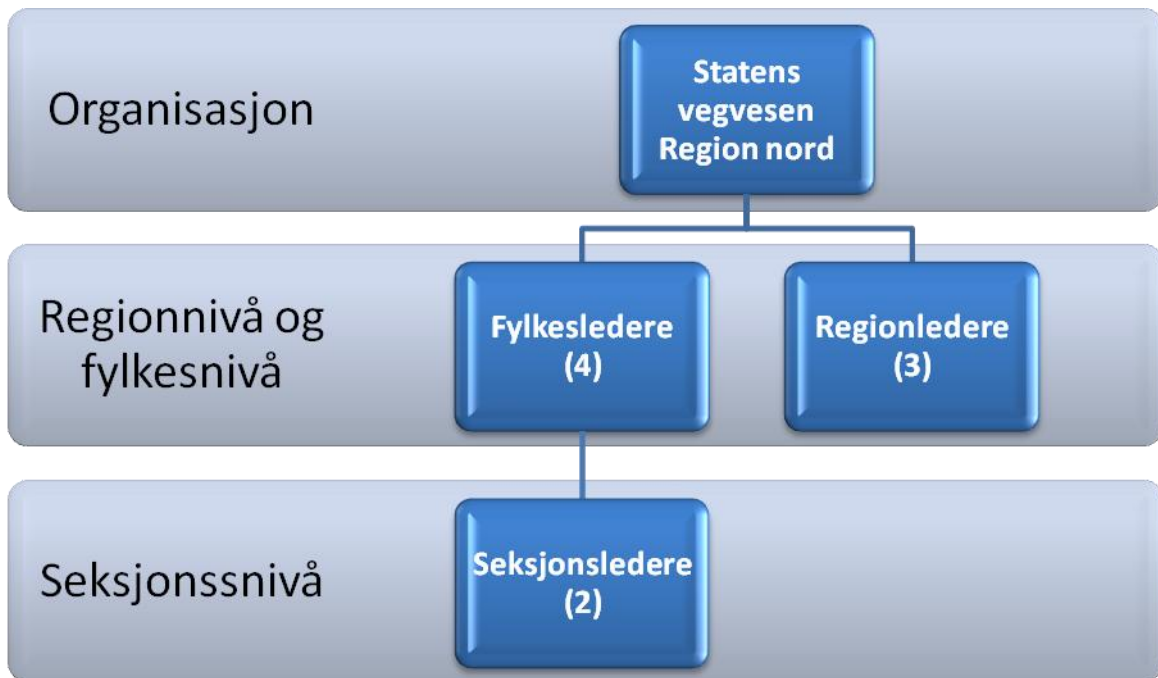 Organisasjon
Statens
vegvesen
Region nord
Regionnivå og
fylkesnivå
Fylkesledere
(4)
Regionledere
(3)
Seksjonssnivå
Seksjonsledere
(2)